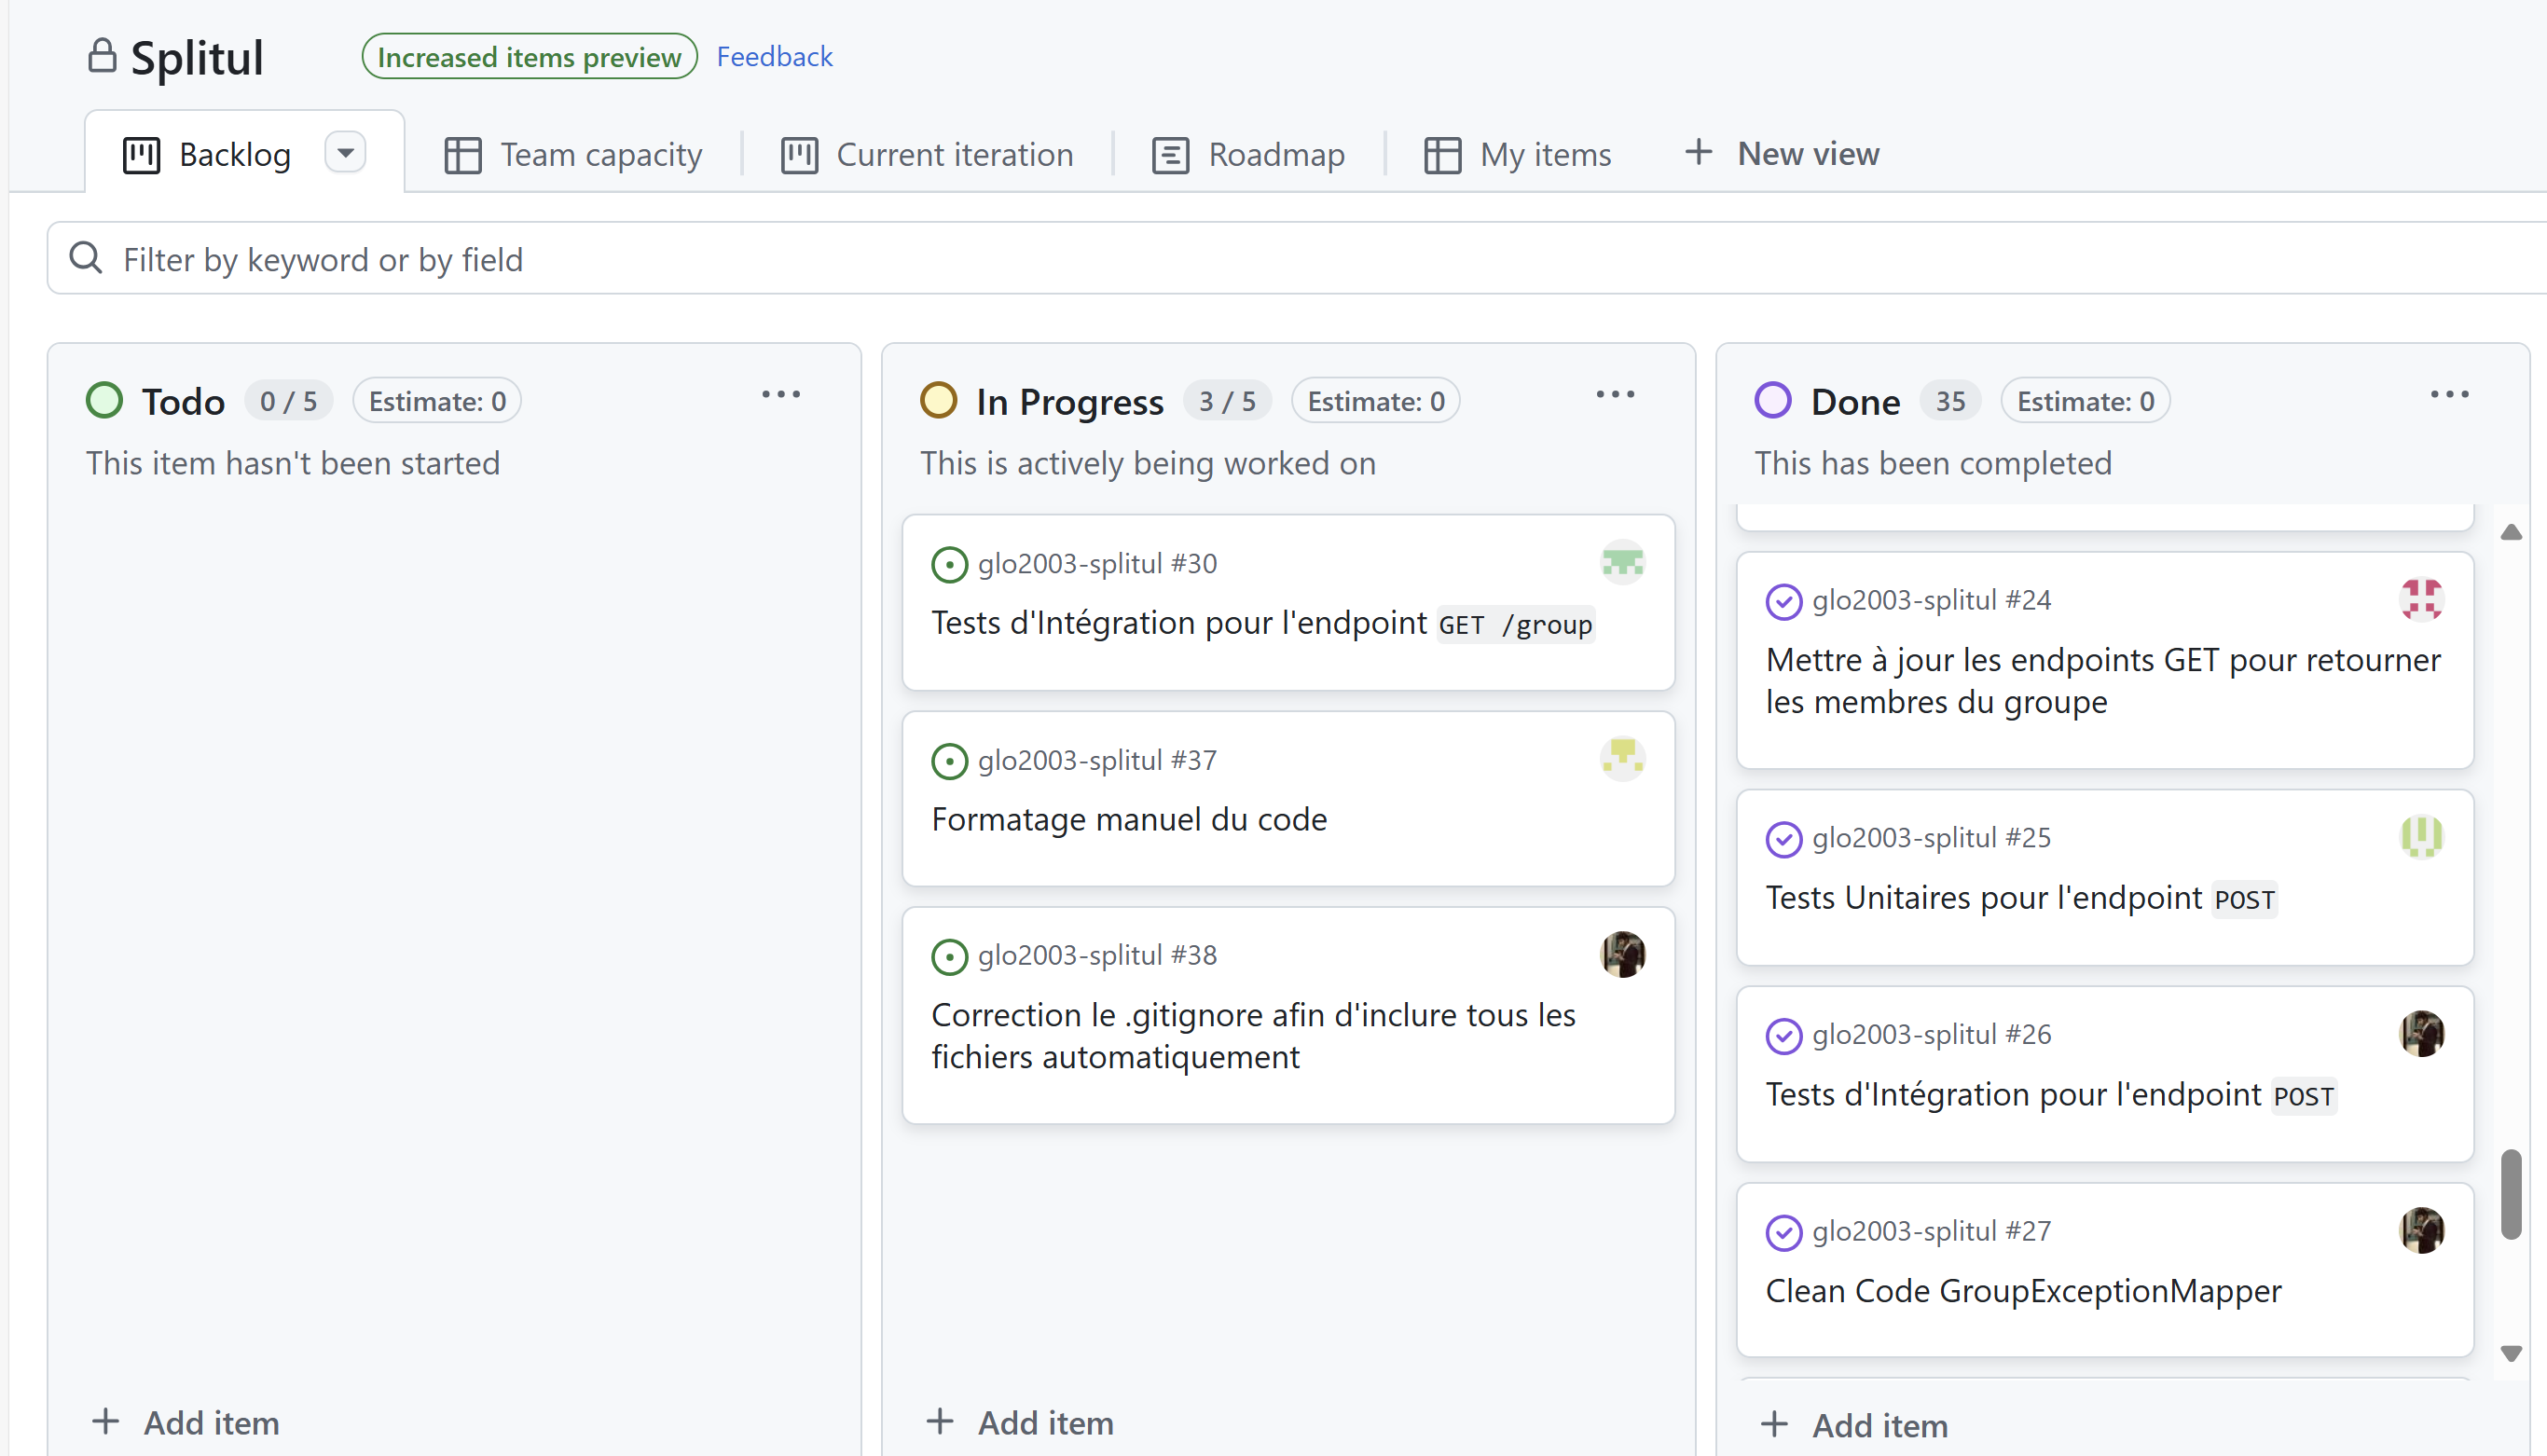 Splitul
Increased items preview
Feedback
Backlog
Team capacity
Current iteration
Roadmap
My items
New view
Filter by keyword or by field
Todo
0 / 5
Estimate: 0
This item hasn't been started
Add item
In Progress
3 / 5
Estimate: 0
This is actively being worked on
glo2003-splitul #30
Tests d'Intégration pour l'endpoint GET /group
glo2003-splitul #37
Formatage manuel du code
glo2003-splitul #38
Correction le .gitignore afin d'inclure tous les
fichiers automatiquement
Add item
Done
35
Estimate: 0
This has been completed
glo2003-splitul #24
Mettre à jour les endpoints GET pour retourner
les membres du groupe
glo2003-splitul #25
Tests Unitaires pour l'endpoint POST
glo2003-splitul #26
Tests d'Intégration pour l'endpoint POST
glo2003-splitul #27
Clean Code GroupExceptionMapper
Add item